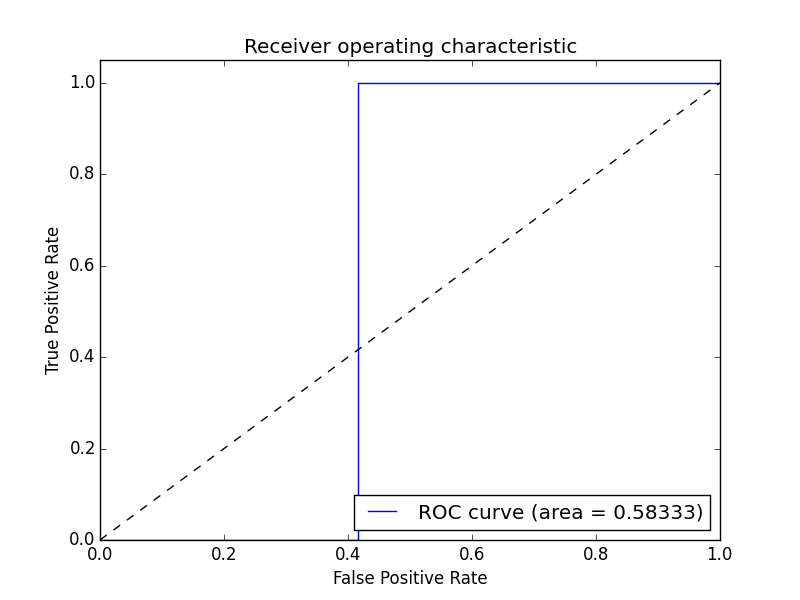 Receiver operating characteristic
1.0
0.8
0.6
0.4
0.2
0.0
True Positive Rate
ROC curve (area = 0.58333)
0.0 0.2 0.4 0.6 0.8 1.0
False Positive Rate